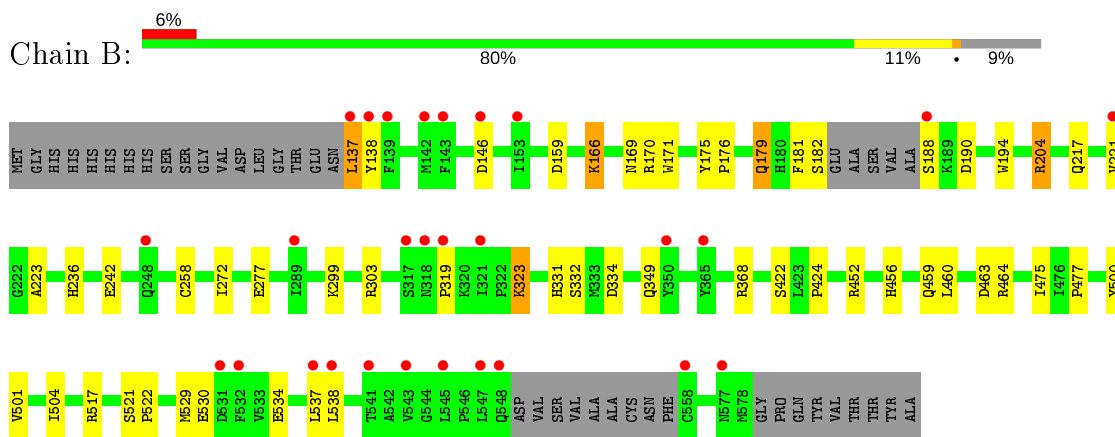 6%
Chain B:
80% 11% • 9%
MET GLY HIS HIS HIS HIS HIS HIS HIS SER SER GLY VAL ASP LEU GLY THR GLU ASN L137 Y138 F139 M142 F143 D146 I153 D159 K166 N169 R170 W171 Y175 P176 Q179 H180 F181 S182 GLU ALA SER VAL ALA S188 K189 D190 W194 R204 Q217
G222 A223 H236 E242 Q248 C258 I272 E277 I289 K299 R303 S317 N318 P319 K320 I321 P322 K323 H331 S332 M333 D334 Q349 Y350 Y365 R368 S422 L423 P424 R452 H456 Q459 L460 D463 R464 I475 I476 P477
V501 I504 R517 S521 P522 M529 E530 D531 F532 V533 E534 L537 L538 T541 A542 V543 G544 L545 P546 L547 Q548 ASP VAL SER VAL ALA ALA CYS ASN PHE C558 N577 M578 GLY PRO GLN TYR VAL THR THR TYR ALA